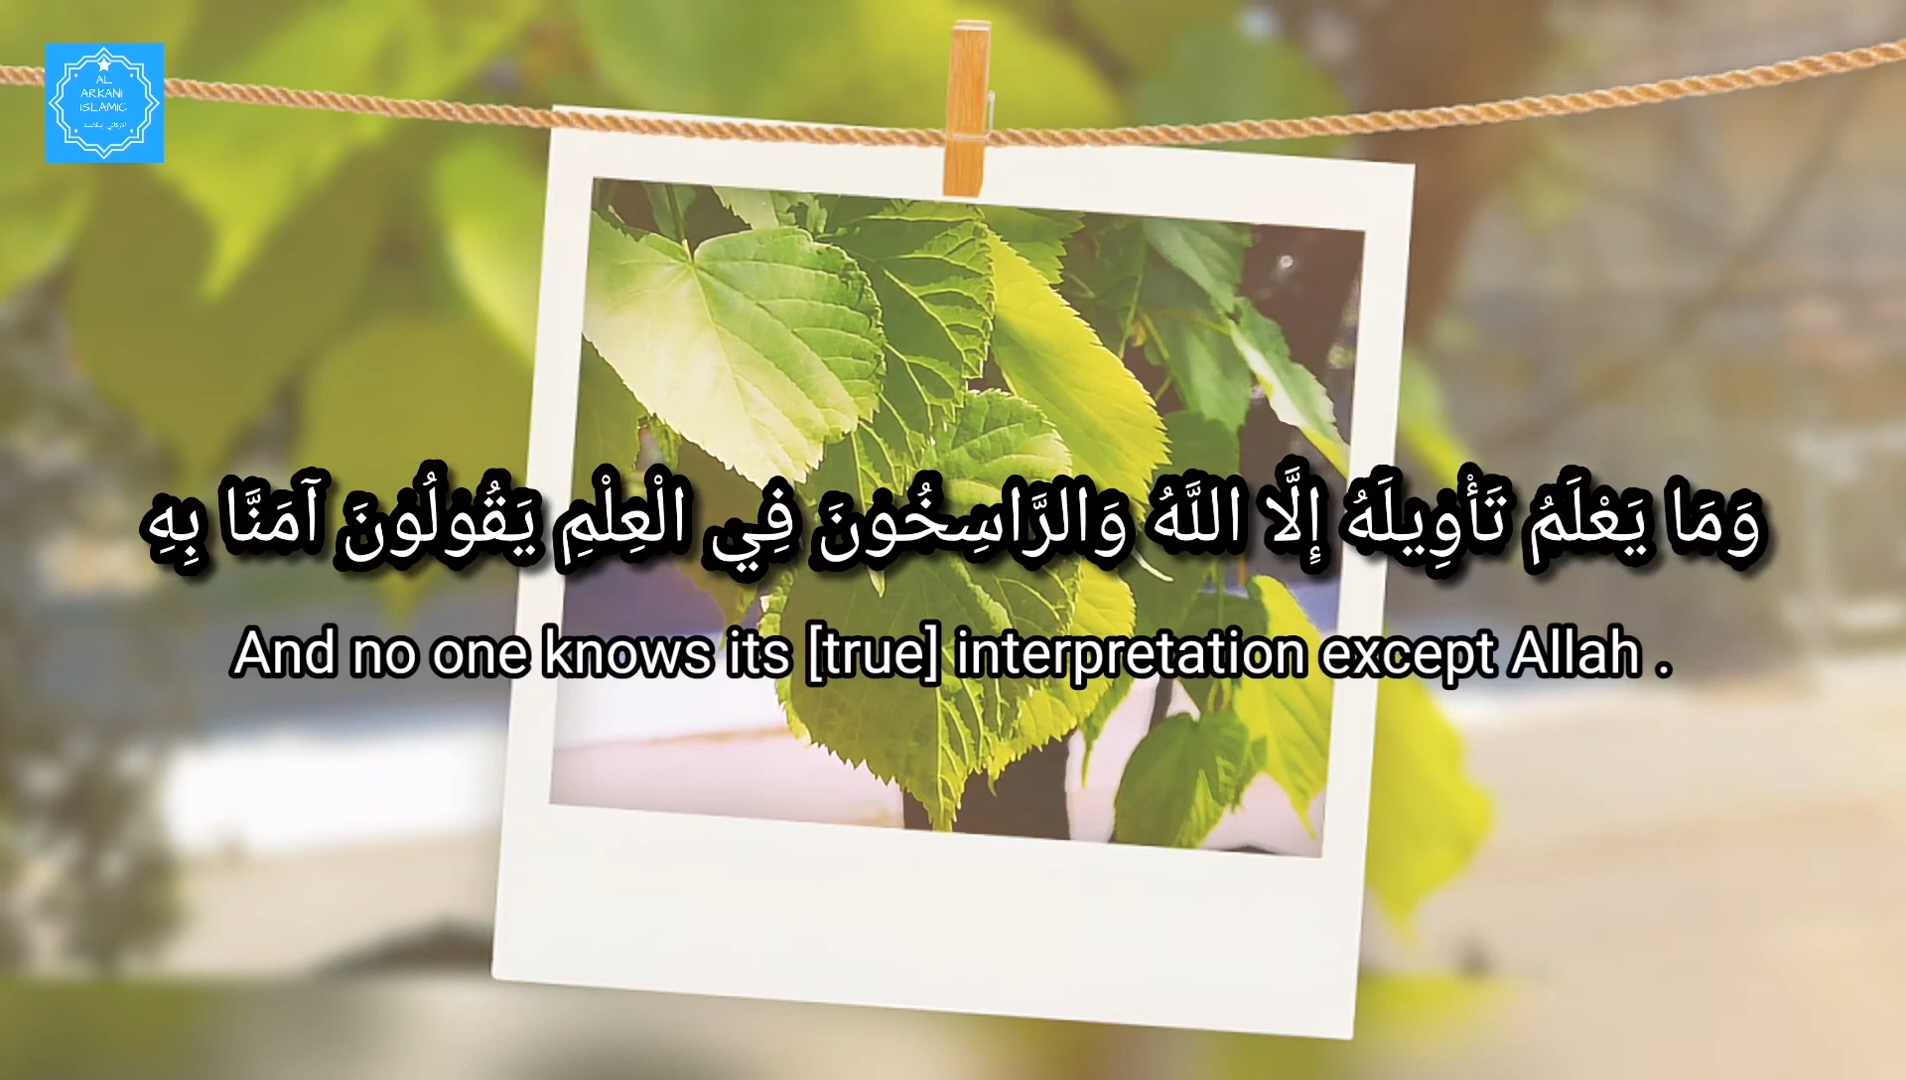 AL
ARKANI
ISLAMIC
وَمَا يَعْلَمُ تَأْوِيلَهُ إِلَّا اللَّهُ وَالرَّاسِخُونَ فِي الْعِلْمِ يَقُولُونَ آمَنَّا بِهِ
And no one knows its [true] interpretation except Allah .